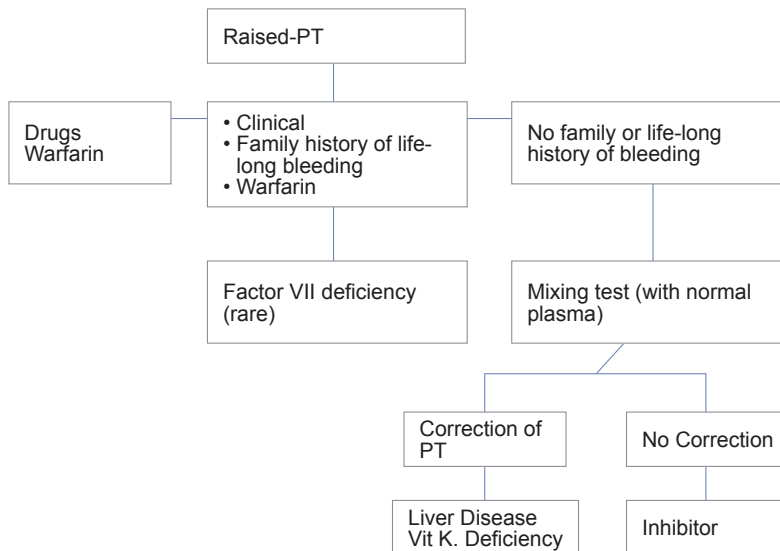 Raised-PT
Drugs
Warfarin
• Clinical
• Family history of life-
long bleeding
• Warfarin
No family or life-long
history of bleeding
Factor VII deficiency
(rare)
Mixing test (with normal
plasma)
Correction of
PT
No Correction
Liver Disease
Vit K. Deficiency
Inhibitor